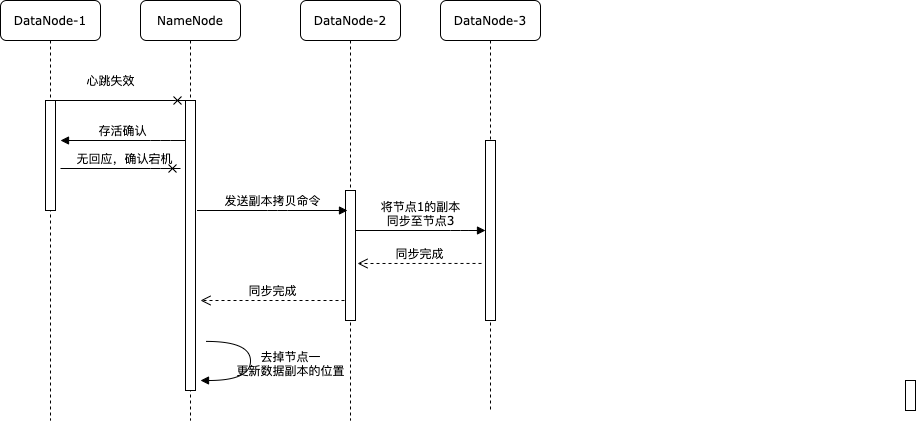 DataNode-1
NameNode
DataNode-2
DataNode-3
心跳失效
存活确认
无回应，确认宕机
发送副本拷贝命令
将节点1的副本
同步至节点3
同步完成
同步完成
去掉节点一
更新数据副本的位置